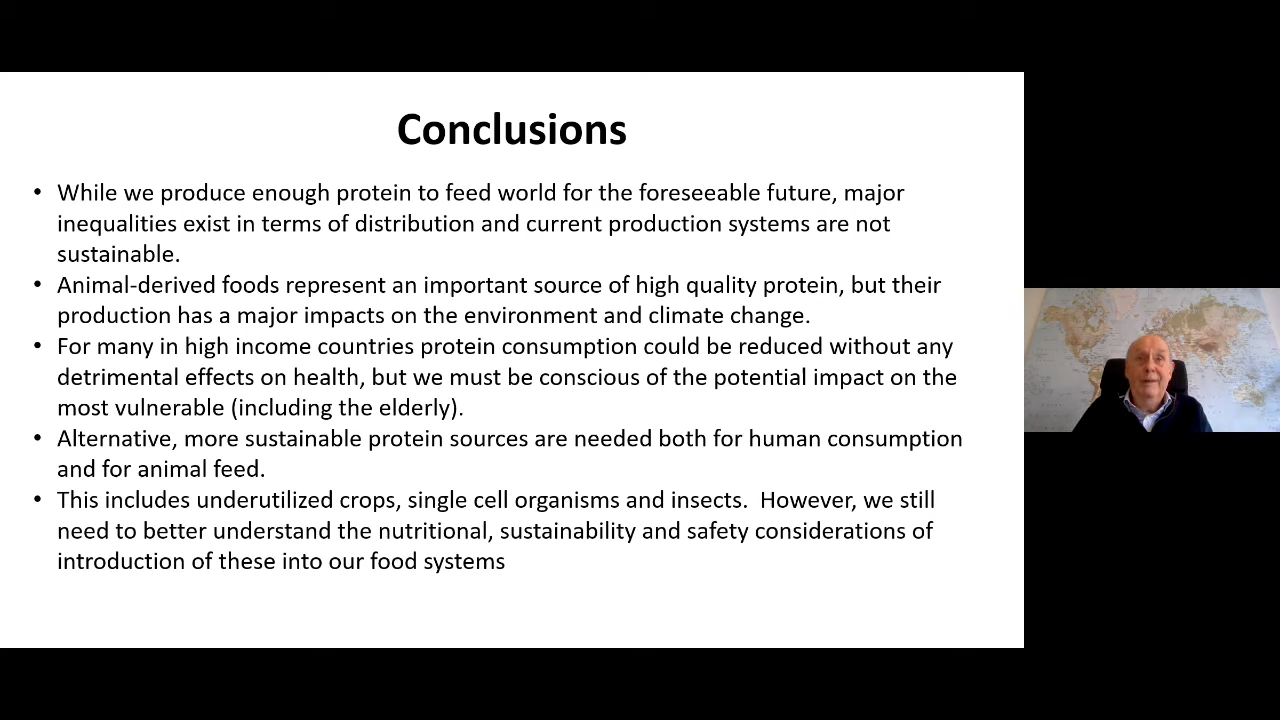 Conclusions
• While we produce enough protein to feed world for the foreseeable future, major
inequalities exist in terms of distribution and current production systems are not
sustainable.
• Animal-derived foods represent an important source of high quality protein, but their
production has a major impacts on the environment and climate change.
• For many in high income countries protein consumption could be reduced without any
detrimental effects on health, but we must be conscious of the potential impact on the
most vulnerable (including the elderly).
• Alternative, more sustainable protein sources are needed both for human consumption
and for animal feed.
• This includes underutilized crops, single cell organisms and insects.  However, we still
need to better understand the nutritional, sustainability and safety considerations of
introduction of these into our food systems